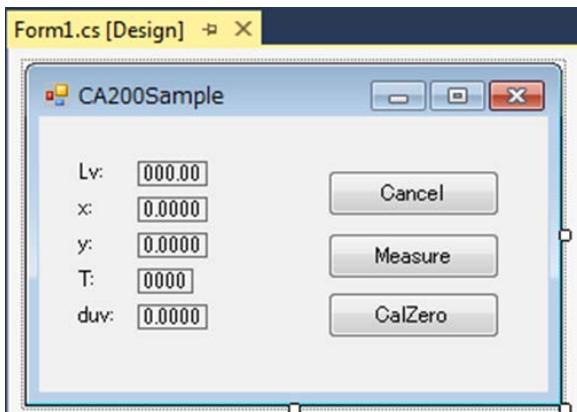 Form1.cs [Design]
CA200Sample
Lv: 000.00
x: 0.0000
y: 0.0000
T: 0000
duv: 0.0000
Cancel
Measure
CalZero